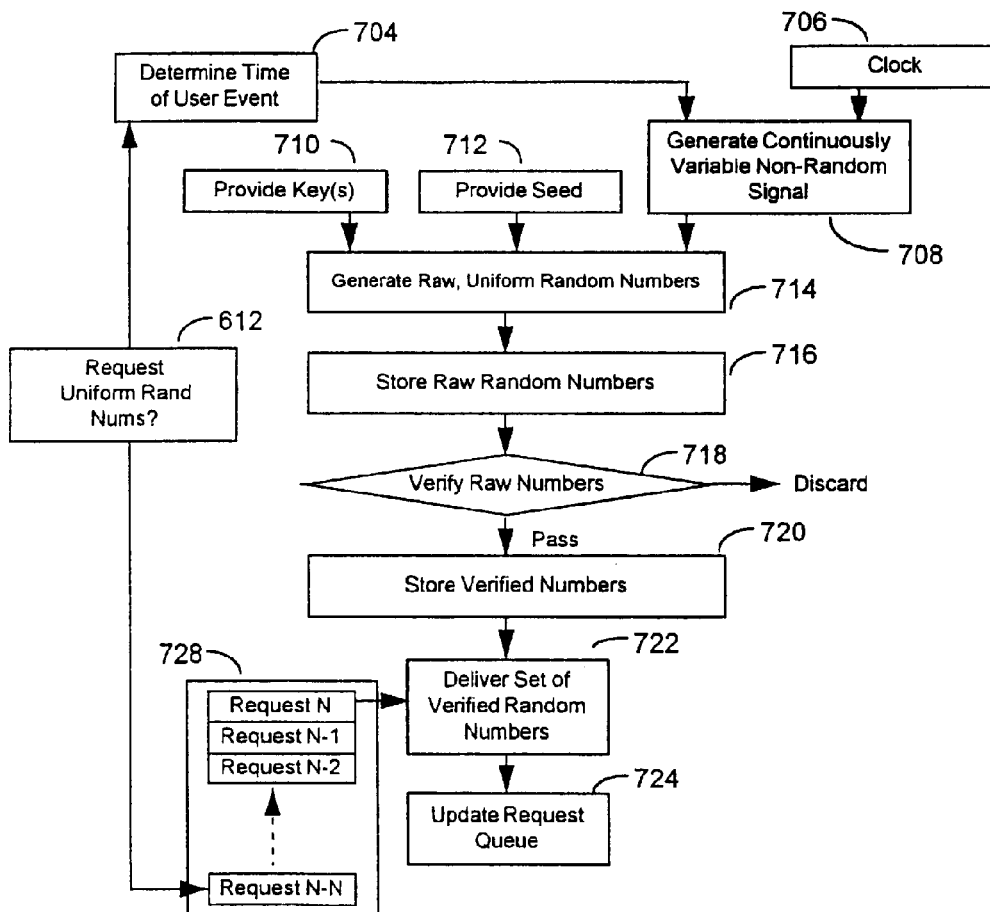 704
706
Determine Time
of User Event
Clock
710
712
Generate Continuously
Variable Non-Random
Signal
Provide Key(s)
Provide Seed
708
Generate Raw, Uniform Random Numbers
714
612
716
Request
Uniform Rand
Nums?
Store Raw Random Numbers
718
Verify Raw Numbers
Discard
Pass
720
Store Verified Numbers
722
728
Deliver Set of
Verified Random
Numbers
Request N
Request N-1
Request N-2
724
Update Request
Queue
Request N-N